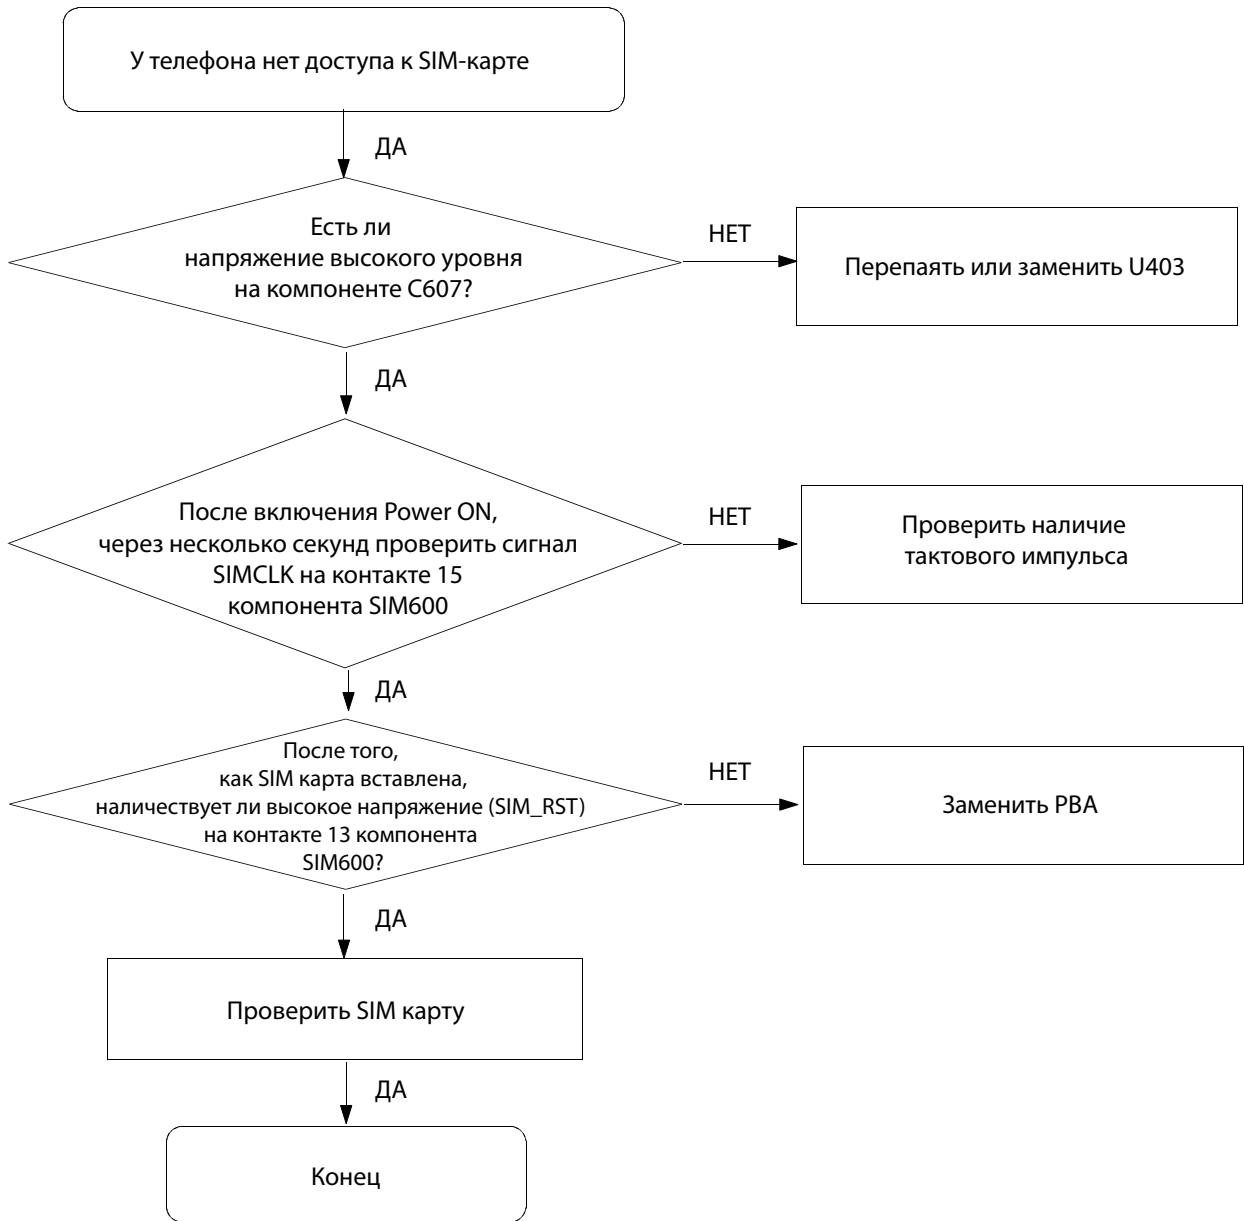 У телефона нет доступа к SIM-карте
ДА
Есть ли
напряжение высокого уровня
на компоненте C607?
НЕТ
Перепаять или заменить U403
ДА
После включения Power ON,
через несколько секунд проверить сигнал
SIMCLK на контакте 15
компонента SIM600
НЕТ
Проверить наличие
тактового импульса
ДА
После того,
как SIM карта вставлена,
наличествует ли высокое напряжение (SIM_RST)
на контакте 13 компонента
SIM600?
НЕТ
Заменить PBA
ДА
Проверить SIM карту
ДА
Конец